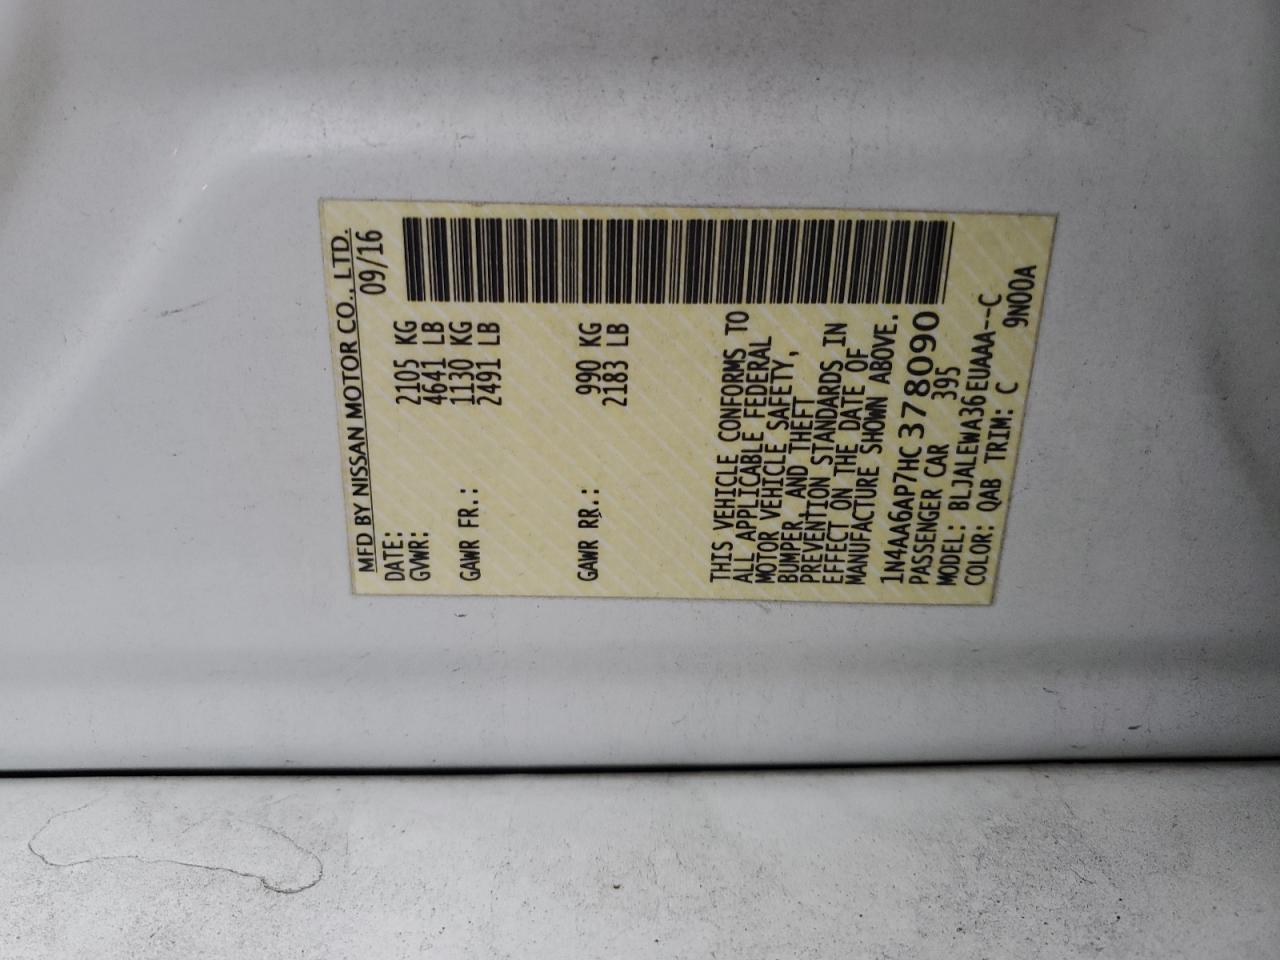 MFD BY NISSAN MOTOR CO., LTD.
DATE: 09/16
GVWR: 2105 KG
4641 LB
GAWR FR.: 1130 KG
2491 LB
GAWR RR.: 990 KG
2183 LB
THIS VEHICLE CONFORMS TO
ALL APPLICABLE FEDERAL
MOTOR VEHICLE SAFETY,
BUMPER, AND THEFT
PREVENTION STANDARDS IN
EFFECT ON THE DATE OF
MANUFACTURE SHOWN ABOVE.
1N4AA6AP7HC378090
PASSENGER CAR 395
MODEL: BLJALEWA36EUAAA--C
COLOR: QAB TRIM: C 9N00A